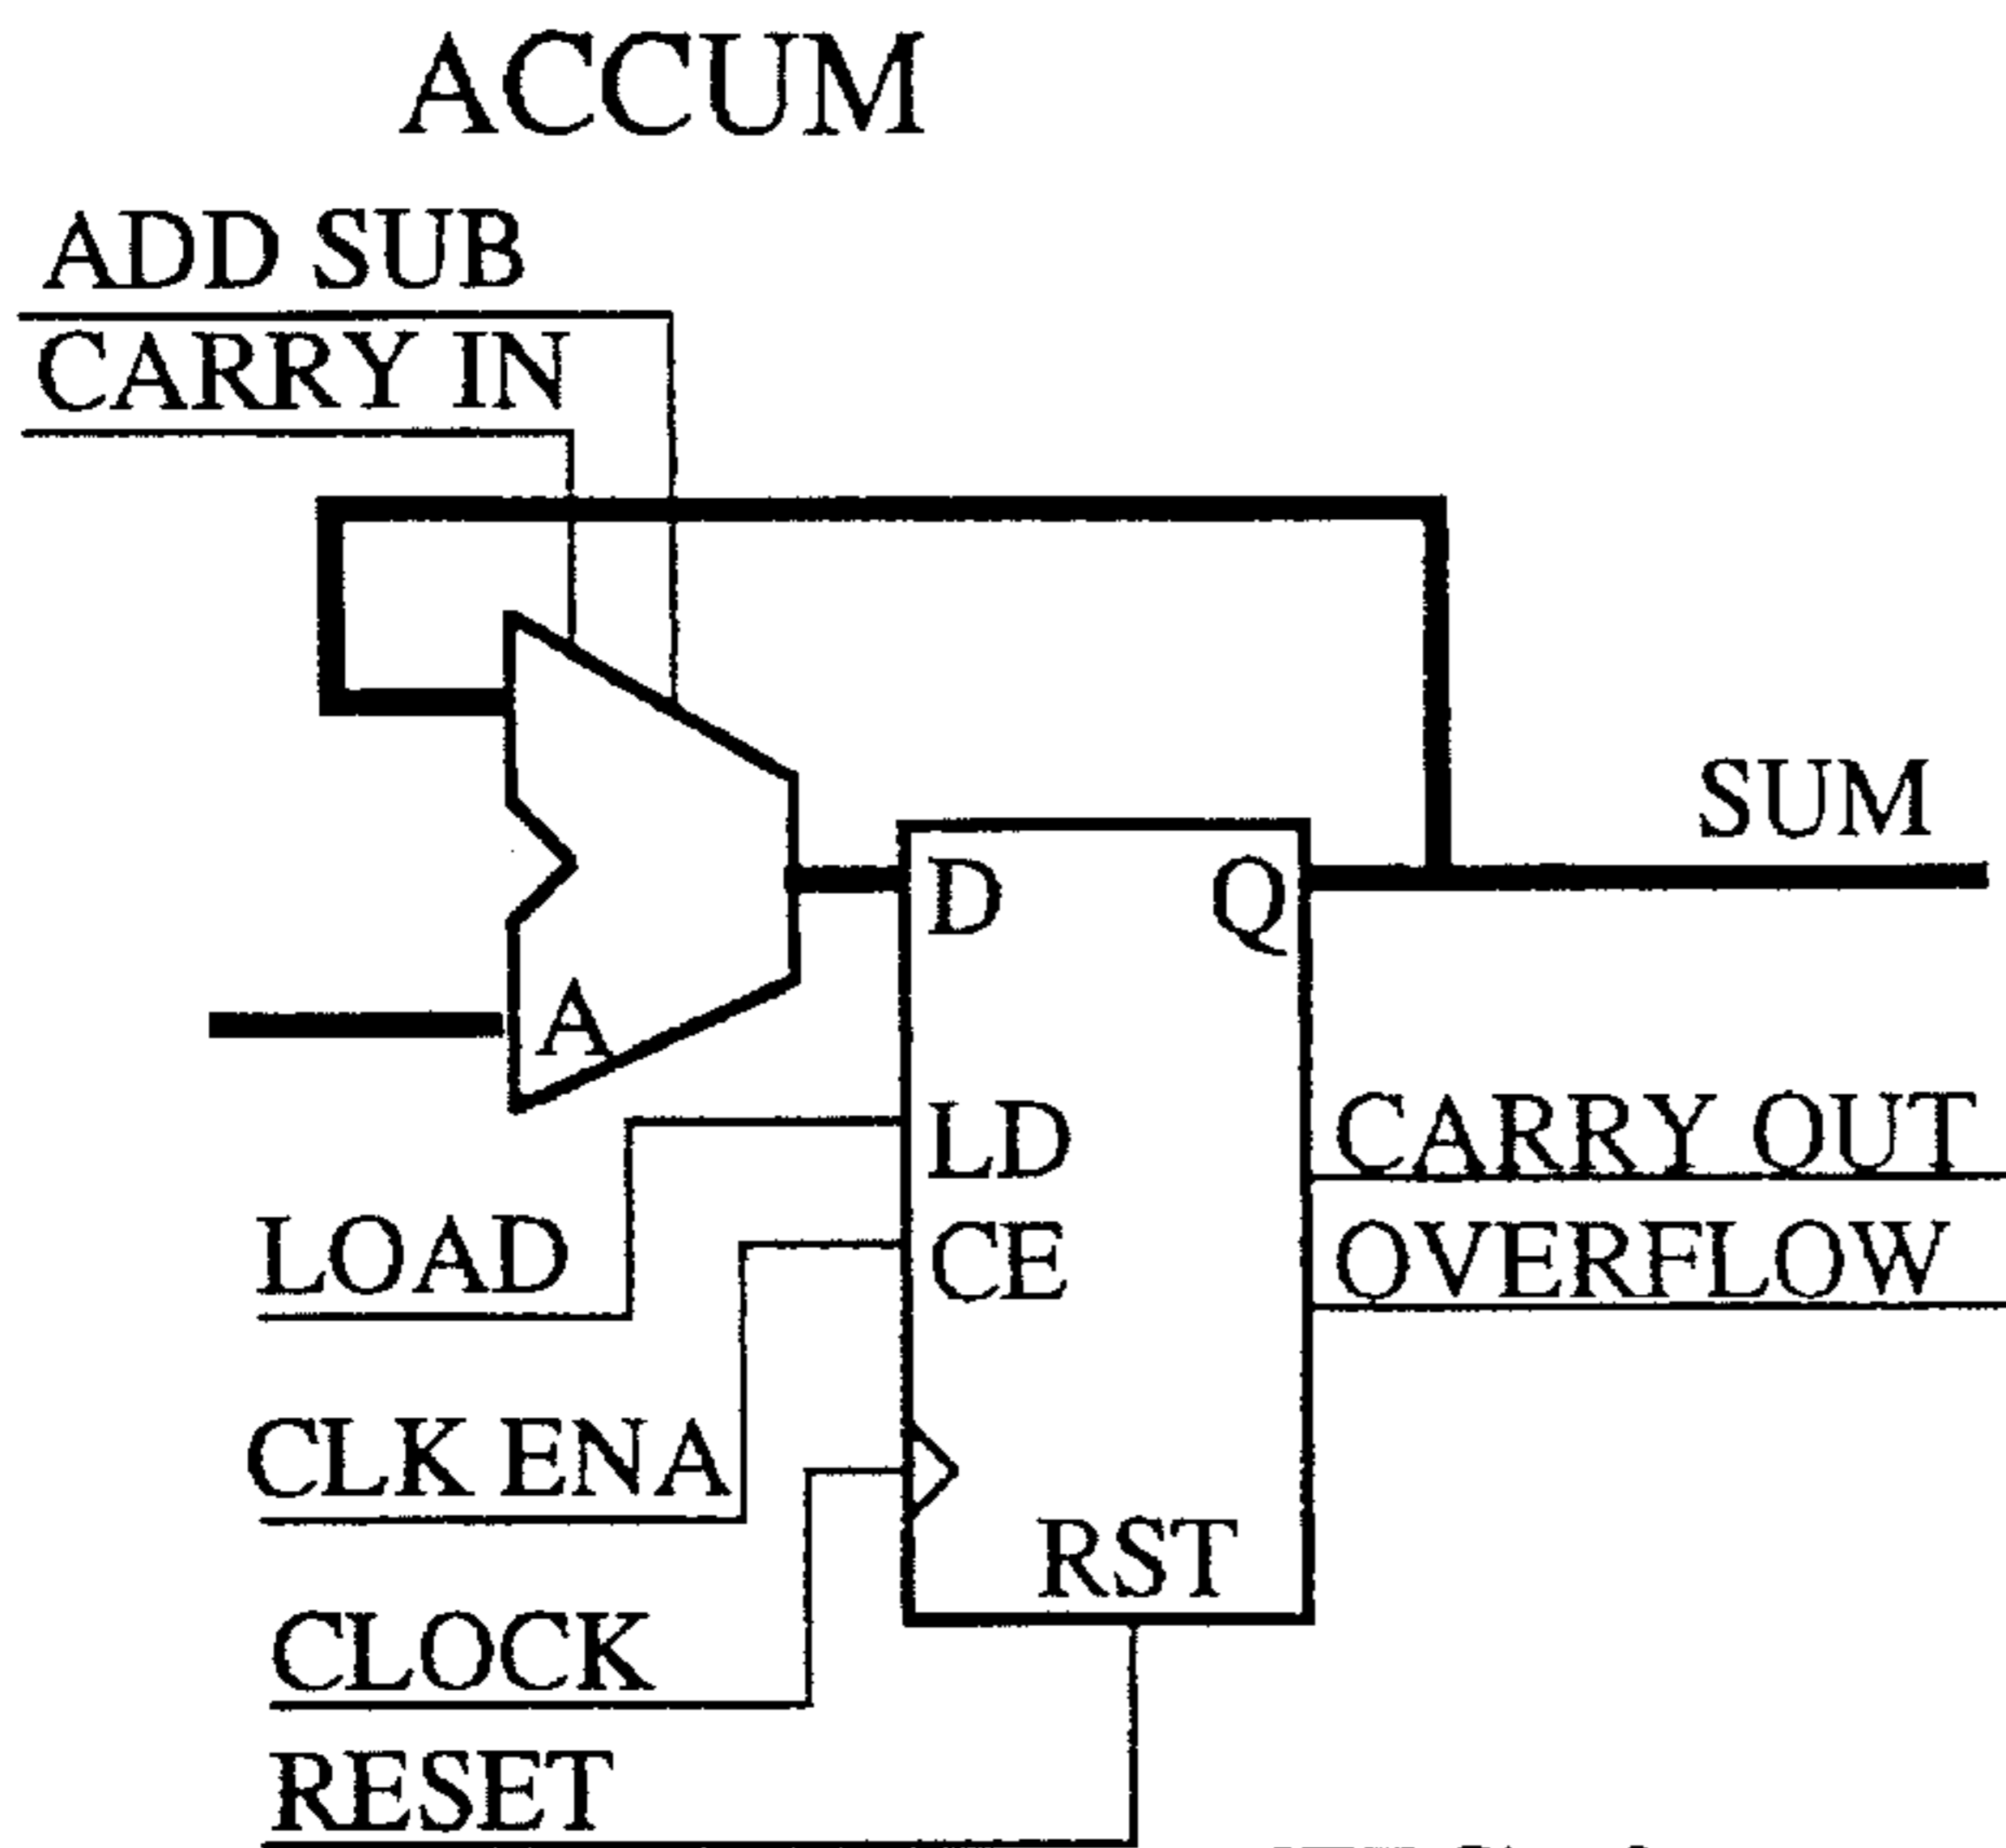 ACCUM
ADD SUB
CARRY IN
SUM
D
Q
A
LD
CARRY OUT
LOAD
CE
OVERFLOW
CLK ENA
RST
CLOCK
RESET